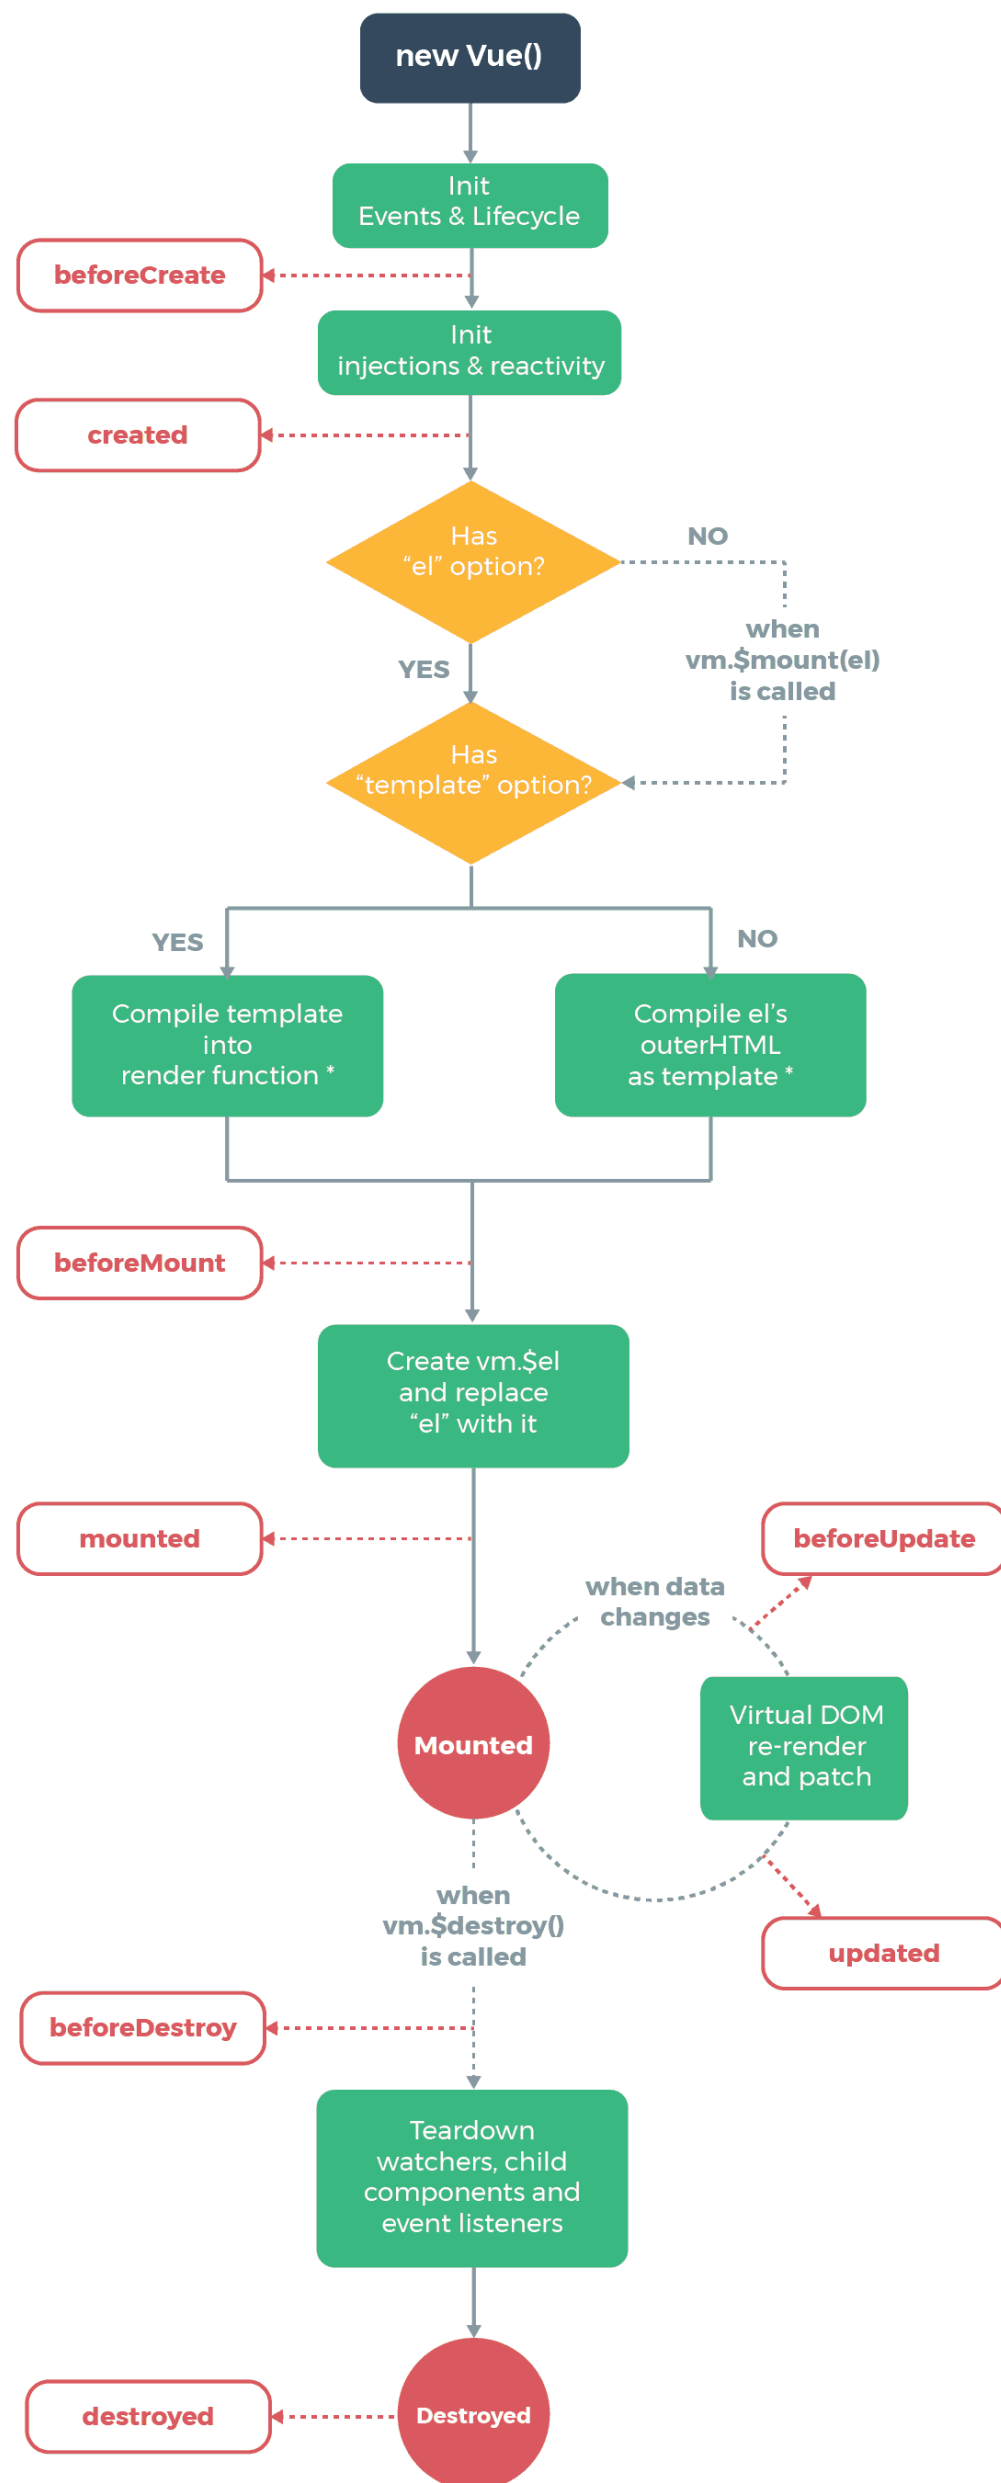 new Vue()
Init
Events & Lifecycle
beforeCreate
Init
injections & reactivity
created
Has
“el” option?
NO
when
vm.$mount(el)
is called
YES
Has
“template” option?
YES
NO
Compile template
into
render function *
Compile el’s
outerHTML
as template *
beforeMount
Create vm.$el
and replace
“el” with it
mounted
beforeUpdate
when data
changes
Mounted
Virtual DOM
re-render
and patch
when
vm.$destroy()
is called
updated
beforeDestroy
Teardown
watchers, child
components and
event listeners
destroyed
Destroyed